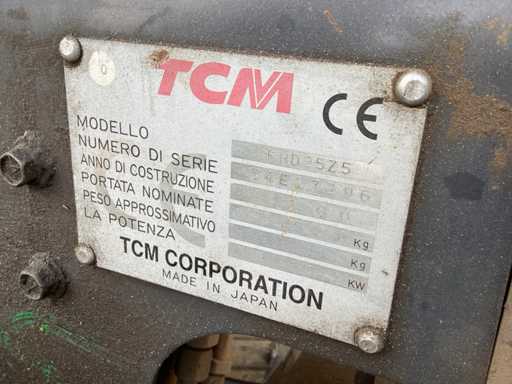 TCM
CE
MODELLO
NUMERO DI SERIE
ANNO DI COSTRUZIONE
PORTATA NOMINATE Kg
PESO APPROSSIMATIVO Kg
LA POTENZA KW
TCM CORPORATION
MADE IN JAPAN